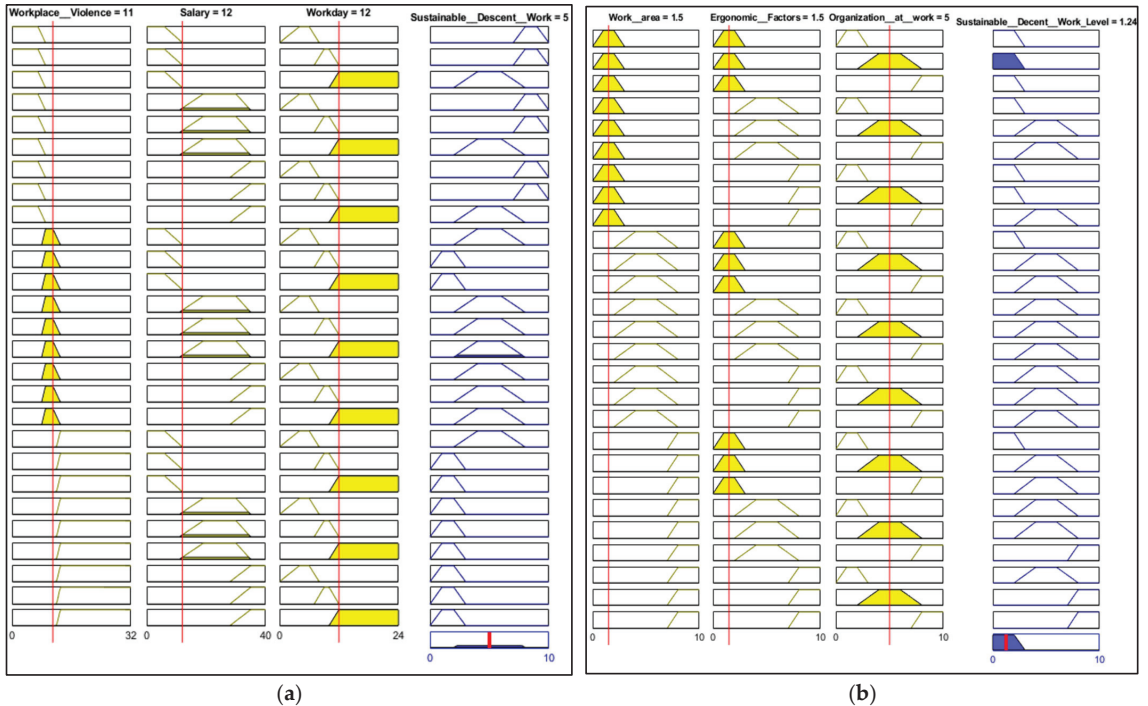 Workplace__Violence = 11
Salary = 12
Workday = 12
Sustainable__Descent__Work = 5
0
32
0
40
0
24
0
10
(a)
Work__area = 1.5
Ergonomic__Factors = 1.5
Organization__at__work = 5
Sustainable__Decent__Work_Level = 1.24
0
10
0
10
0
10
0
10
(b)